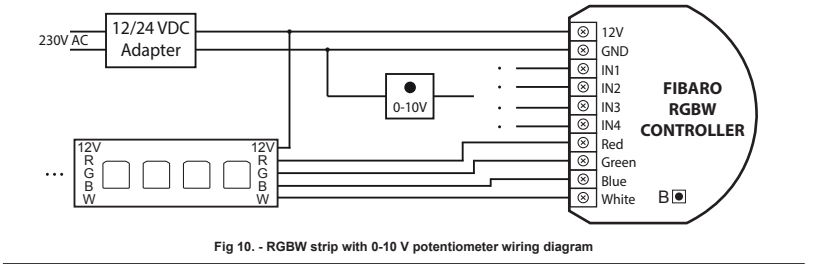 230V AC
12/24 VDC
Adapter
0-10V
12V
GND
IN1
IN2
IN3
IN4
Red
Green
Blue
White
FIBARO
RGBW
CONTROLLER
B
12V
R
G
B
W
12V
R
G
B
W
Fig 10. - RGBW strip with 0-10 V potentiometer wiring diagram